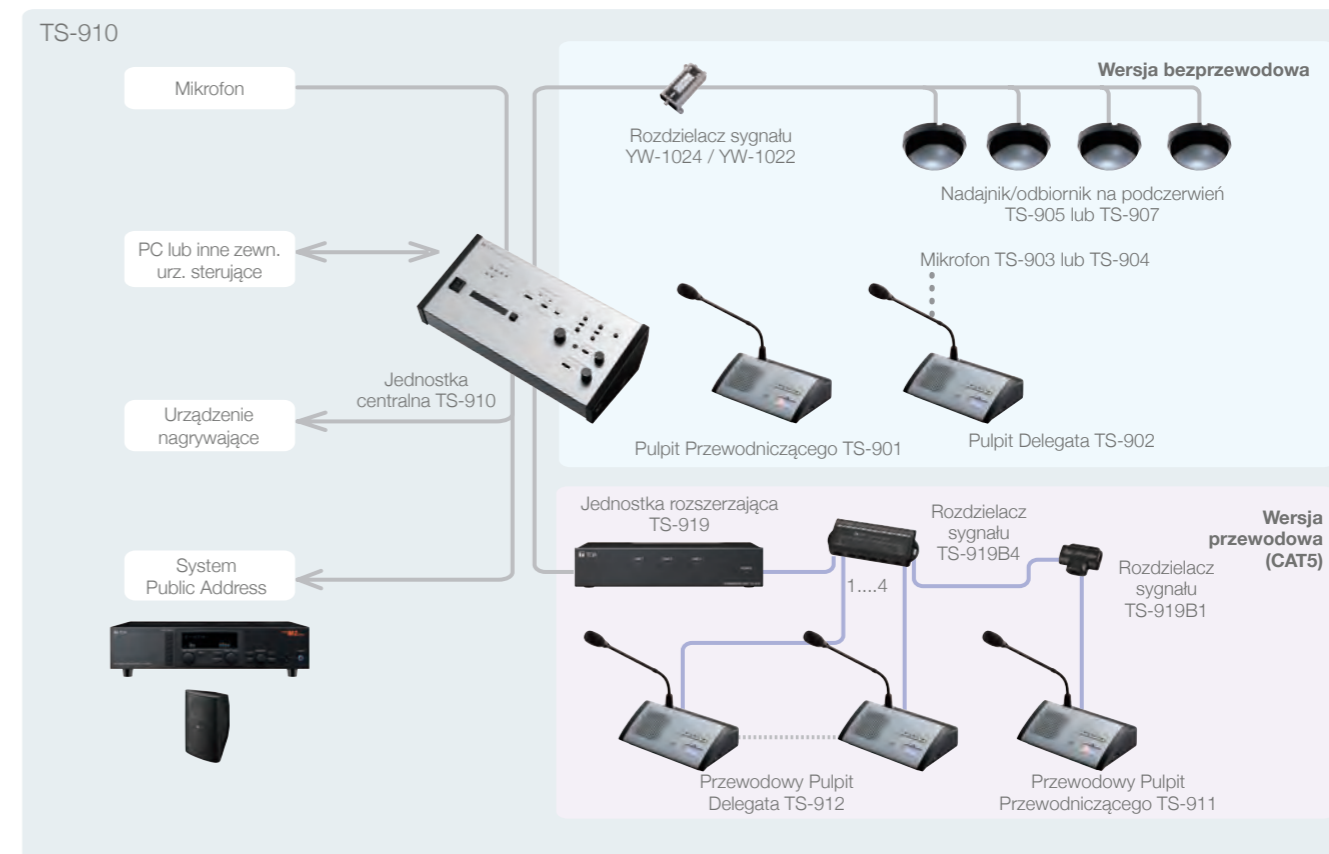 TS-910
Mikrofon
PC lub inne zewn.
urz. sterujące
Jednostka
centralna TS-910
Urządzenie
nagrywające
System
Public Address
Wersja bezprzewodowa
Rozdzielacz sygnału
YW-1024 / YW-1022
Nadajnik/odbiornik na podczerwień
TS-905 lub TS-907
Mikrofon TS-903 lub TS-904
Pulpit Przewodniczącego TS-901
Pulpit Delegata TS-902
Jednostka rozszerzająca
TS-919
Rozdzielacz
sygnału
TS-919B4
Wersja
przewodowa
(CAT5)
1....4
Rozdzielacz
sygnału
TS-919B1
Przewodowy Pulpit
Delegata TS-912
Przewodowy Pulpit
Przewodniczącego TS-911